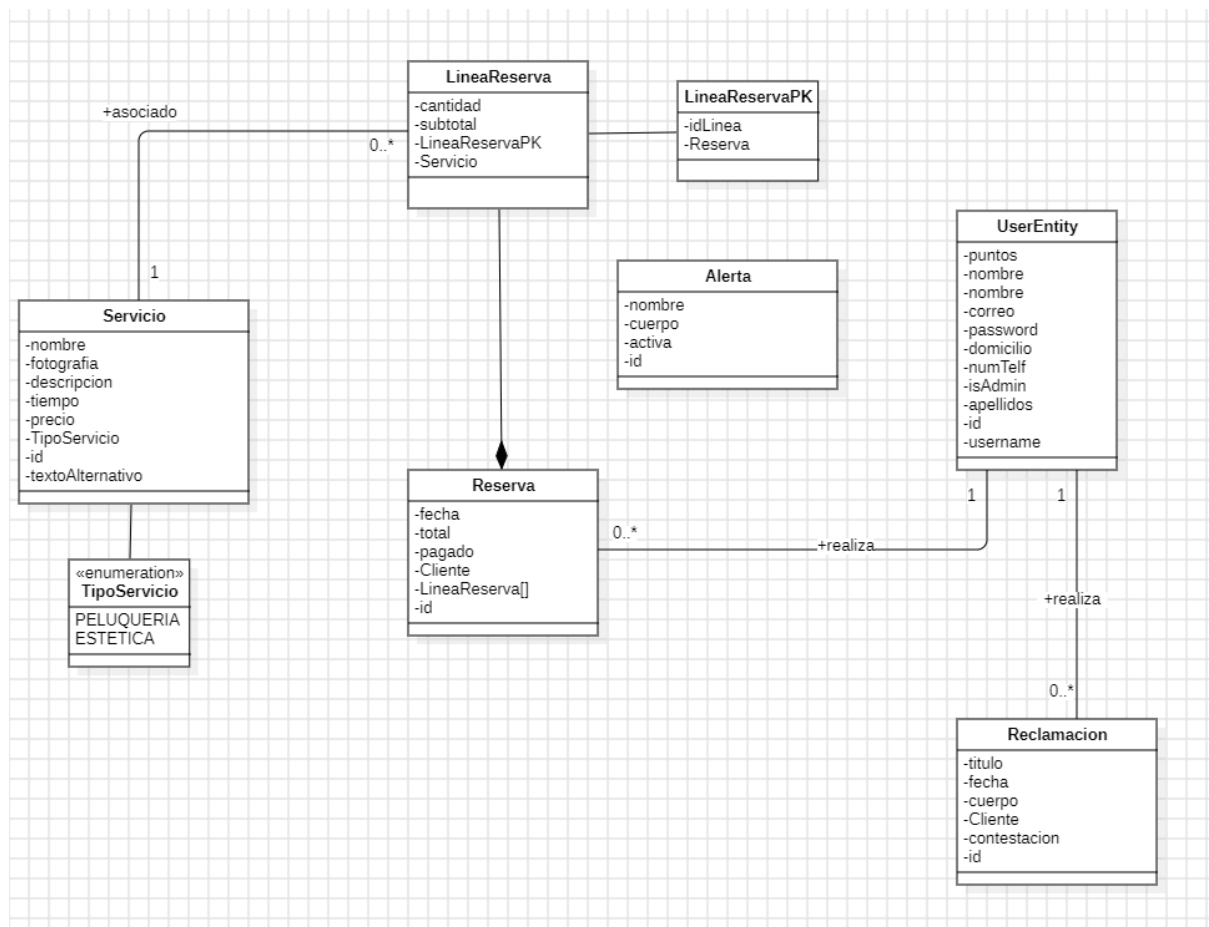 LineaReserva
-cantidad
-subtotal
-LineaReservaPK
-Servicio
LineaReservaPK
-idLinea
-Reserva
+asociado
0..*
1
UserEntity
-puntos
-nombre
-nombre
-correo
-password
-domicilio
-numTelf
-isAdmin
-apellidos
-id
-username
Alerta
-nombre
-cuerpo
-activa
-id
Servicio
-nombre
-fotografia
-descripcion
-tiempo
-precio
-TipoServicio
-id
-textoAlternativo
Reserva
-fecha
-total
-pagado
-Cliente
-LineaReserva[]
-id
0..*
+realiza
1
1
+realiza
0..*
«enumeration»
TipoServicio
PELUQUERIA
ESTETICA
Reclamacion
-titulo
-fecha
-cuerpo
-Cliente
-contestacion
-id